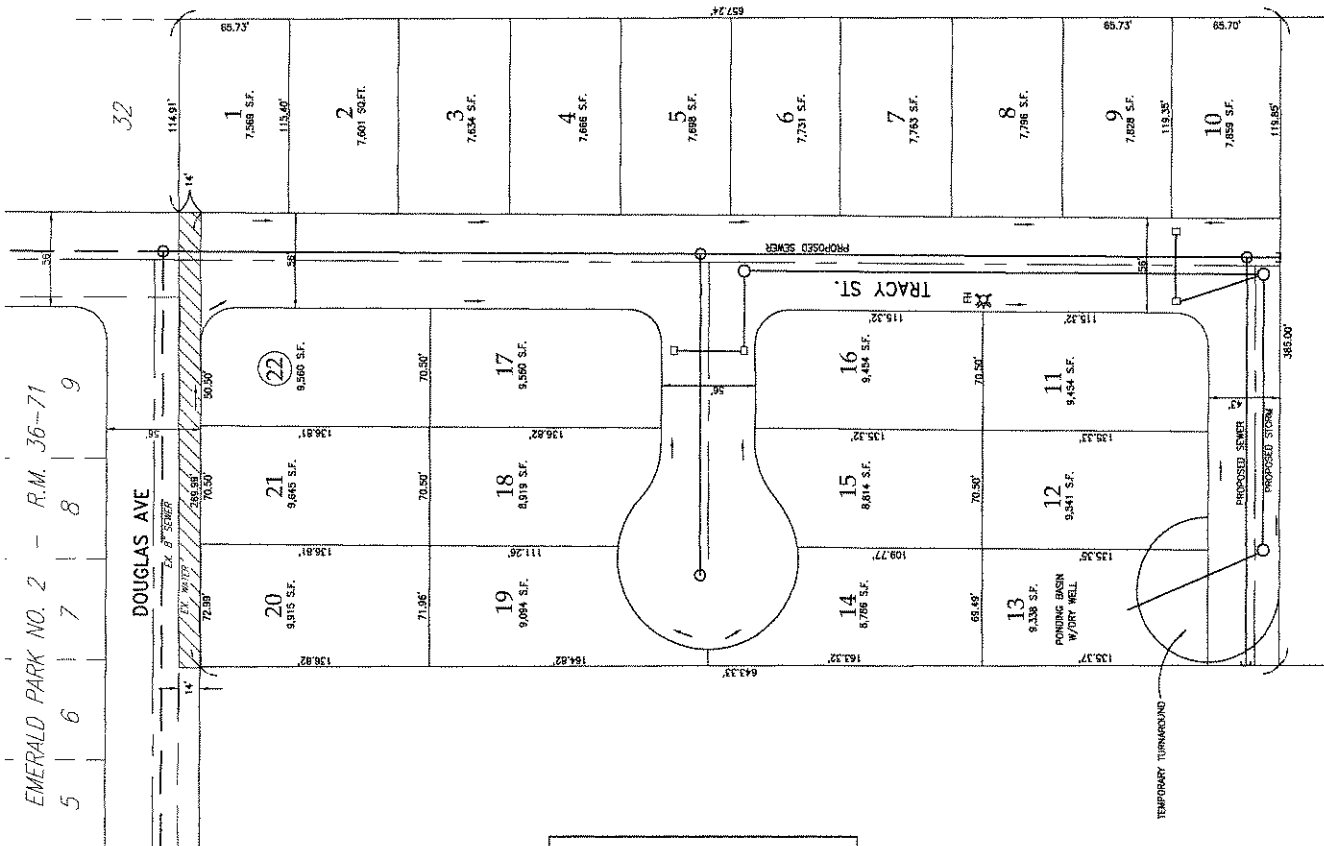 657.24'
65.73'
65.73'
65.70'
32
114.91'
1
7,569 S.F.
115.40'
2
7,601 SQ.FT.
3
7,634 S.F.
4
7,666 S.F.
5
7,698 S.F.
6
7,731 S.F.
7
7,763 S.F.
8
7,796 S.F.
9
7,828 S.F.
119.35'
10
7,859 S.F.
119.85'
14'
56'
56'
PROPOSED SEWER
56'
TRACY ST.
FH
EMERALD PARK NO. 2 - R.M. 36-71
5 6 7 8 9
DOUGLAS AVE
56'
EX. 8" SEWER
EX. WATER
269.99'
14'
50.50'
22
9,560 S.F.
70.50'
17
9,560 S.F.
56'
115.32'
16
9,454 S.F.
70.50'
115.32'
11
9,454 S.F.
43'
385.00'
136.81'
136.82'
135.32'
135.33'
70.50'
21
9,645 S.F.
70.50'
18
8,919 S.F.
15
8,814 S.F.
70.50'
12
PROPOSED SEWER
PROPOSED STORM
136.81'
111.26'
109.77'
135.35'
72.99'
20
9,915 S.F.
71.96'
19
9,094 S.F.
14
8,786 S.F.
69.49'
13
9,338 S.F.
PONDING BASIN
W/DRY WELL
136.82'
164.82'
163.32'
135.37'
643.33'
TEMPORARY TURNAROUND